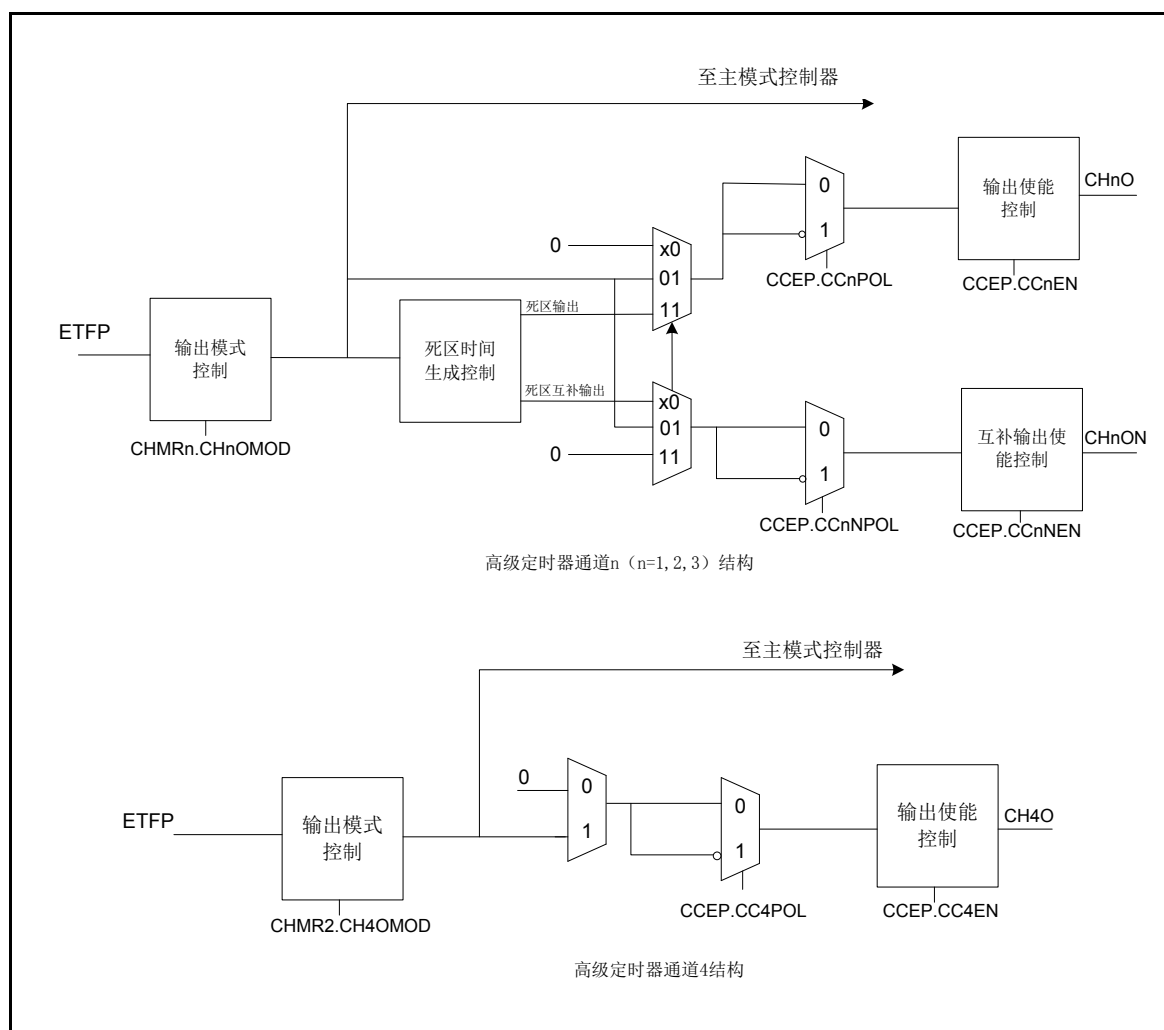 至主模式控制器
0
x0
01
11
0
1
CCEP.CCnPOL
输出使能
控制
CHnO
CCEP.CCnEN
ETFP
输出模式
控制
CHMRn.CHnOMOD
死区时间
生成控制
死区输出
死区互补输出
x0
01
11
0
0
1
CCEP.CCnNPOL
互补输出使
能控制
CHnON
CCEP.CCnNEN
高级定时器通道n（n=1,2,3）结构
至主模式控制器
ETFP
输出模式
控制
CHMR2.CH4OMOD
0
0
1
0
1
CCEP.CC4POL
输出使能
控制
CH4O
CCEP.CC4EN
高级定时器通道4结构